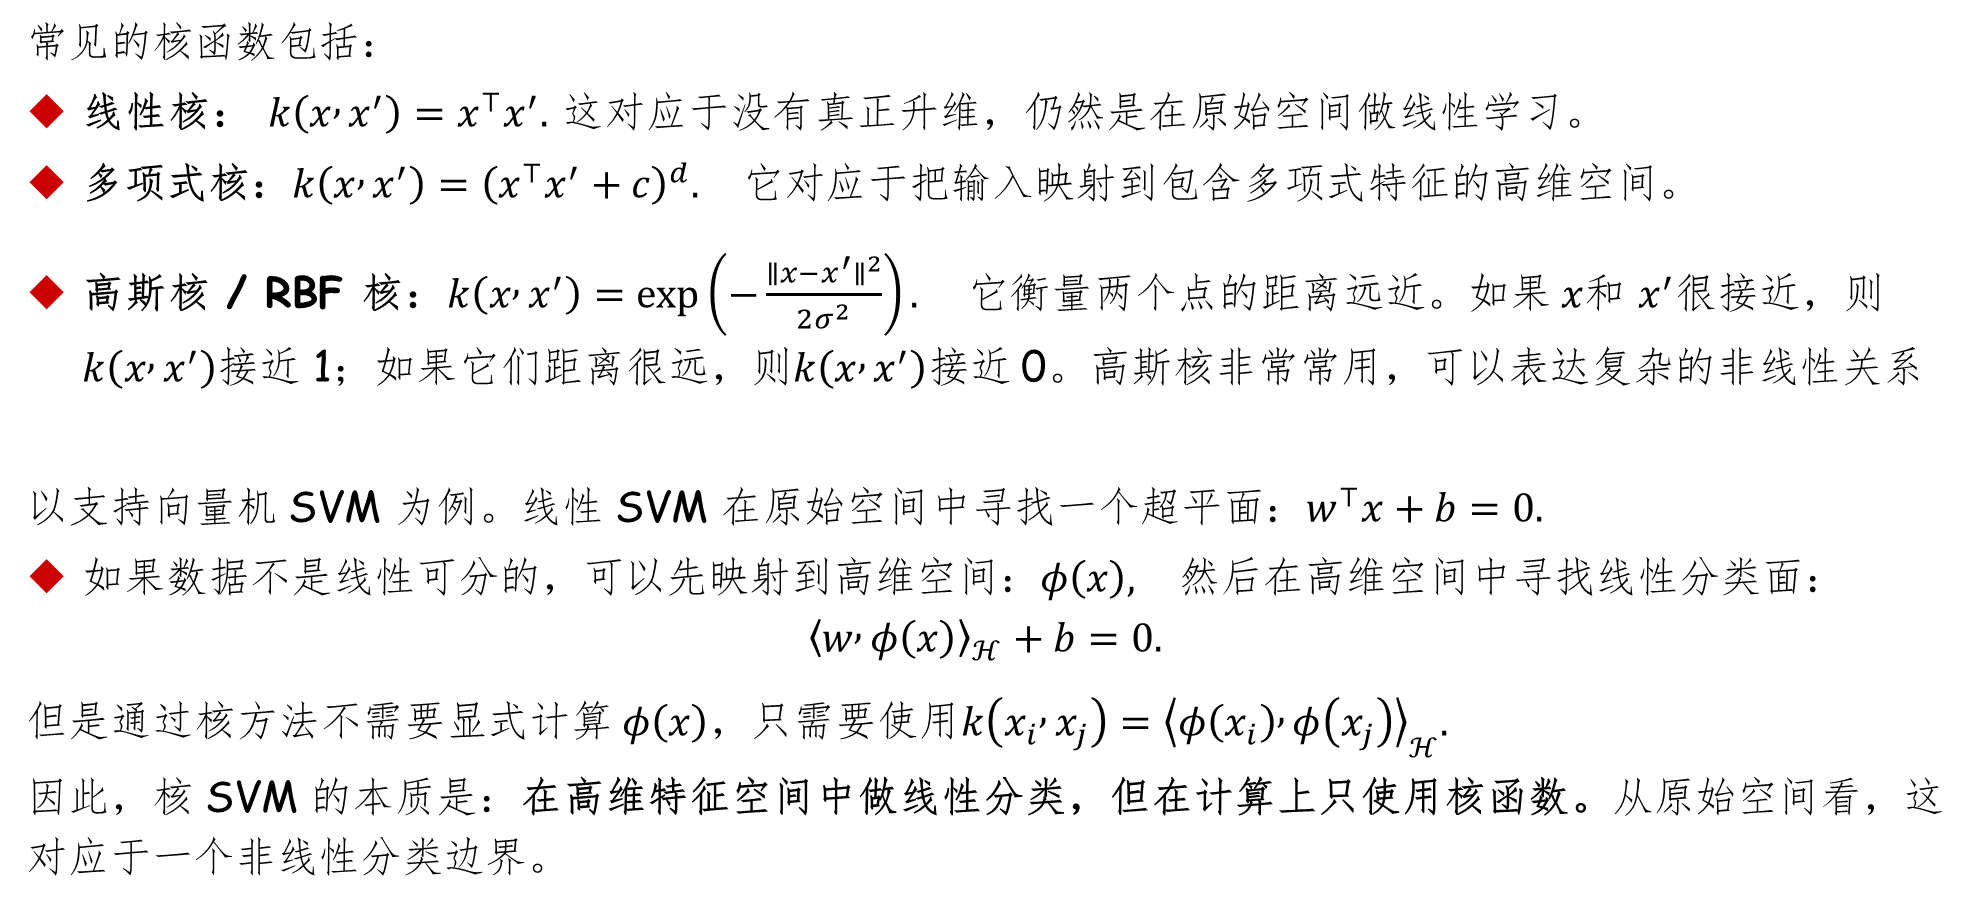 常见的核函数包括：
◆ 线性核： k(x, x′) = x⊤x′. 这对应于没有真正升维，仍然是在原始空间做线性学习。
◆ 多项式核：k(x, x′) = (x⊤x′ + c)^d. 它对应于把输入映射到包含多项式特征的高维空间。
◆ 高斯核 / RBF 核：k(x, x′) = exp(−‖x−x′‖²/2σ²). 它衡量两个点的距离远近。如果 x和 x′很接近，则
k(x, x′)接近 1；如果它们距离很远，则k(x, x′)接近 0。高斯核非常常用，可以表达复杂的非线性关系
以支持向量机 SVM 为例。线性 SVM 在原始空间中寻找一个超平面：w⊤x + b = 0.
◆ 如果数据不是线性可分的，可以先映射到高维空间：ϕ(x), 然后在高维空间中寻找线性分类面：
⟨w, ϕ(x)⟩_ℋ + b = 0.
但是通过核方法不需要显式计算 ϕ(x)，只需要使用k(x_i, x_j) = ⟨ϕ(x_i), ϕ(x_j)⟩_ℋ.
因此，核 SVM 的本质是：在高维特征空间中做线性分类，但在计算上只使用核函数。从原始空间看，这
对应于一个非线性分类边界。